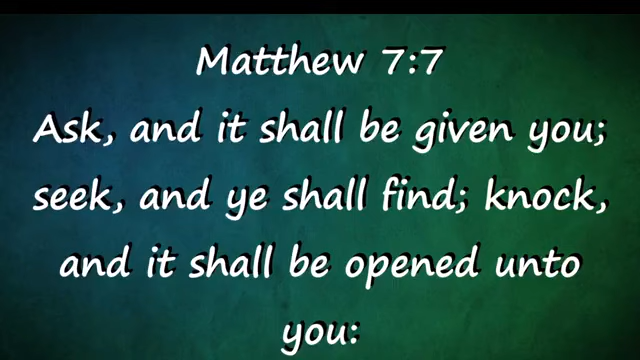 Matthew 7:7
Ask, and it shall be given you;
seek, and ye shall find; knock,
and it shall be opened unto
you: